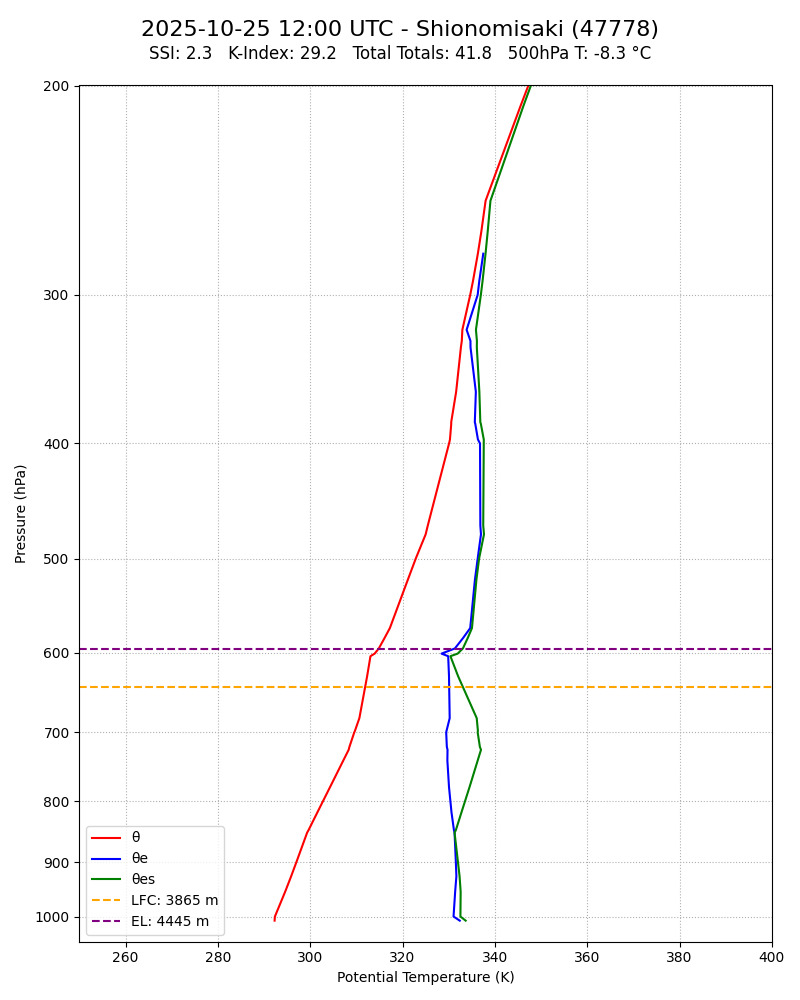 2025-10-25 12:00 UTC - Shionomisaki (47778)
SSI: 2.3   K-Index: 29.2   Total Totals: 41.8   500hPa T: -8.3 °C
200
300
400
500
600
700
800
900
1000
Pressure (hPa)
θ
θe
θes
LFC: 3865 m
EL: 4445 m
260 280 300 320 340 360 380 400
Potential Temperature (K)